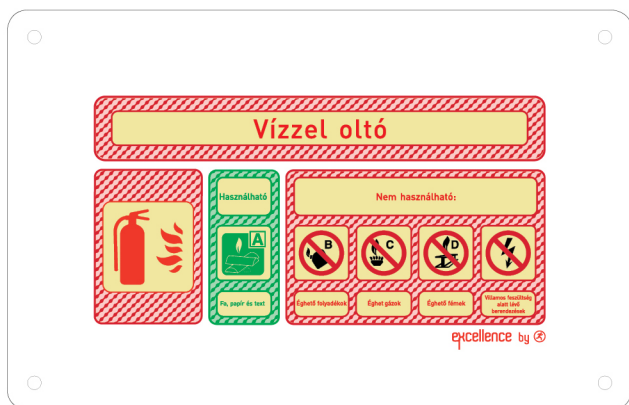 Vízzel oltó
Használható
A
Fa, papír és text
Nem használható:
B
C
D
Éghető folyadékok
Éghet gázok
Éghető fémek
Villamos feszültség
alatt lévő
berendezések
excellence by